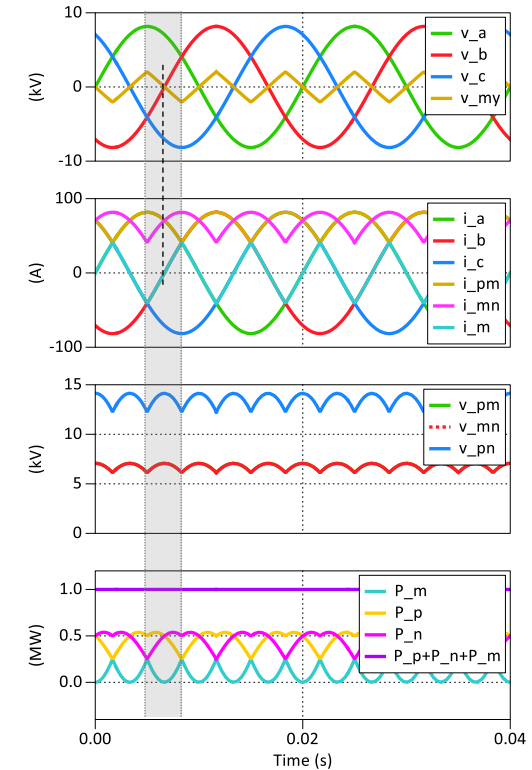 10
0
-10
(kV)
v_a
v_b
v_c
v_my
100
0
-100
(A)
i_a
i_b
i_c
i_pm
i_mn
i_m
15
10
5
0
(kV)
v_pm
v_mn
v_pn
1.0
0.5
0.0
(MW)
P_m
P_p
P_n
P_p+P_n+P_m
0.00
0.02
0.04
Time (s)